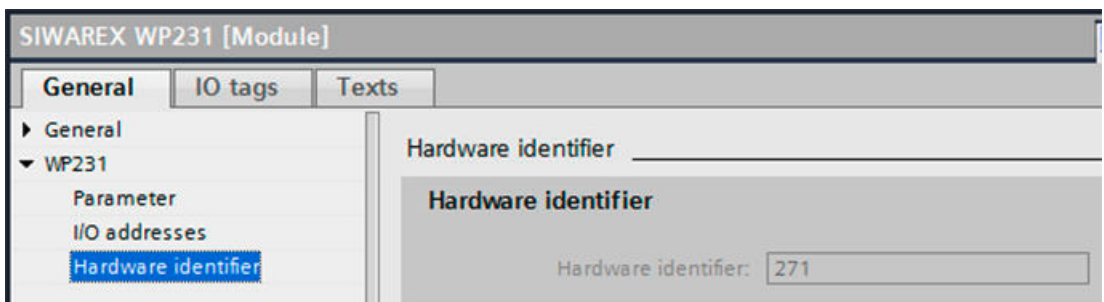 SIWAREX WP231 [Module]
General IO tags Texts
General
WP231
Parameter
I/O addresses
Hardware identifier
Hardware identifier
Hardware identifier
Hardware identifier: 271